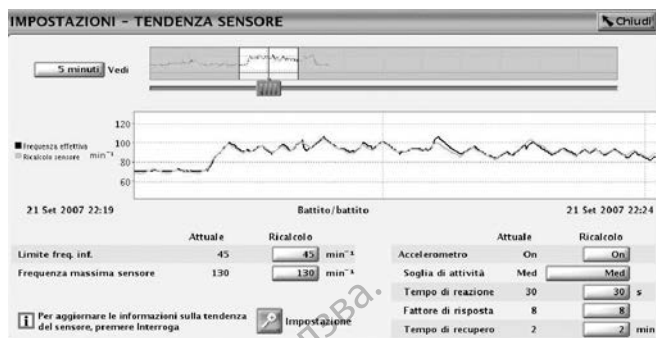 IMPOSTAZIONI - TENDENZA SENSORE
Chiudi
5 minuti Vedi
120
100
80
60
Frequenza effettiva
Ricalcolo sensore min⁻¹
21 Set 2007 22:19 Battito/battito 21 Set 2007 22:24
Attuale Ricalcolo
Limite freq. inf. 45 45 min⁻¹
Frequenza massima sensore 130 130 min⁻¹
Per aggiornare le informazioni sulla tendenza
del sensore, premere Interroga
Impostazione
Attuale Ricalcolo
Accelerometro On On
Soglia di attività Med Med
Tempo di reazione 30 30 s
Fattore di risposta 8 8
Tempo di recupero 2 2 min